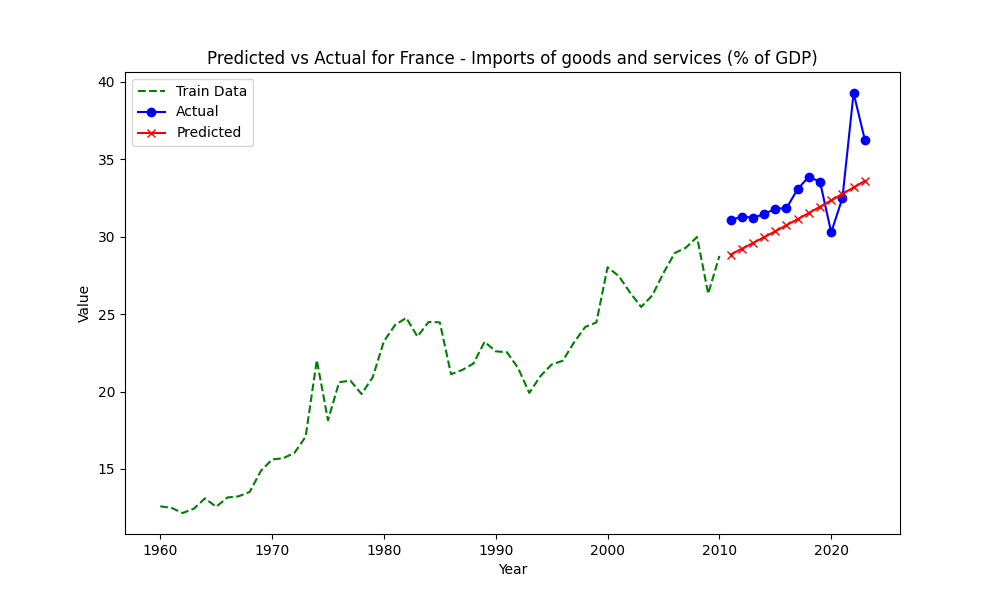 Predicted vs Actual for France - Imports of goods and services (% of GDP)
Train Data
Actual
Predicted
40
35
30
25
20
15
Value
1960 1970 1980 1990 2000 2010 2020
Year